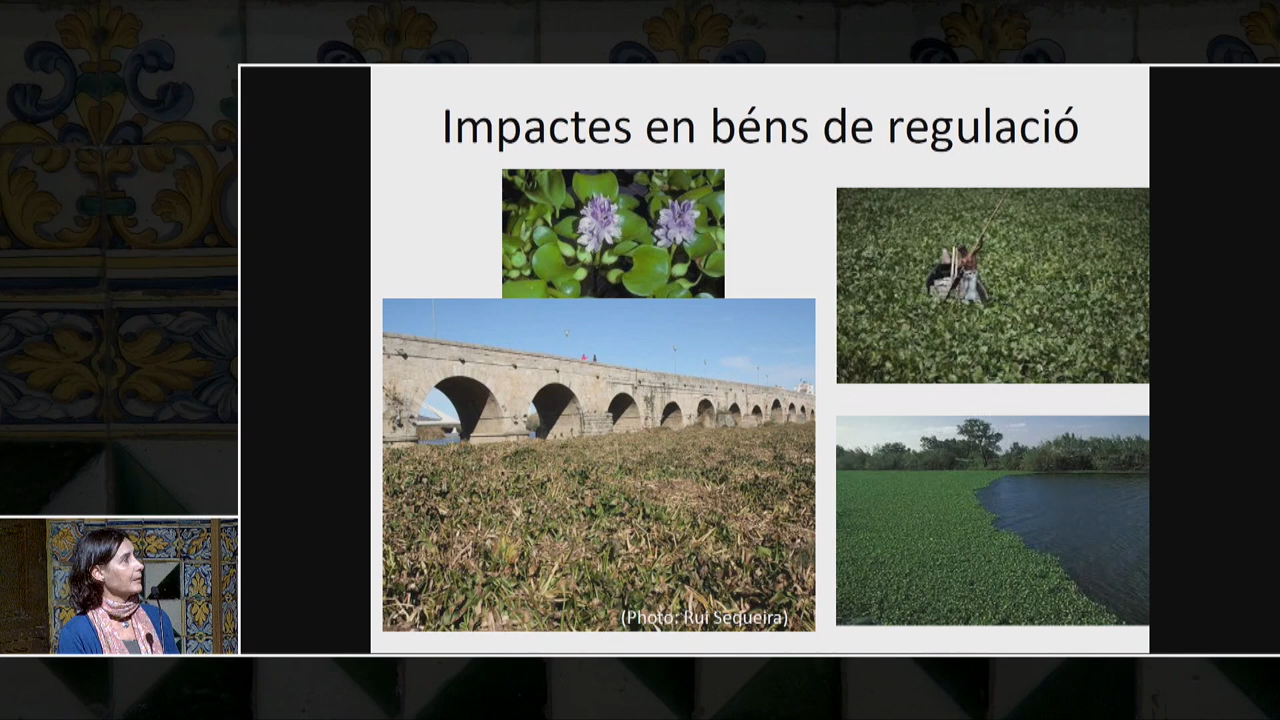 Impactes en béns de regulació
(Photo: Rui Sequeira)